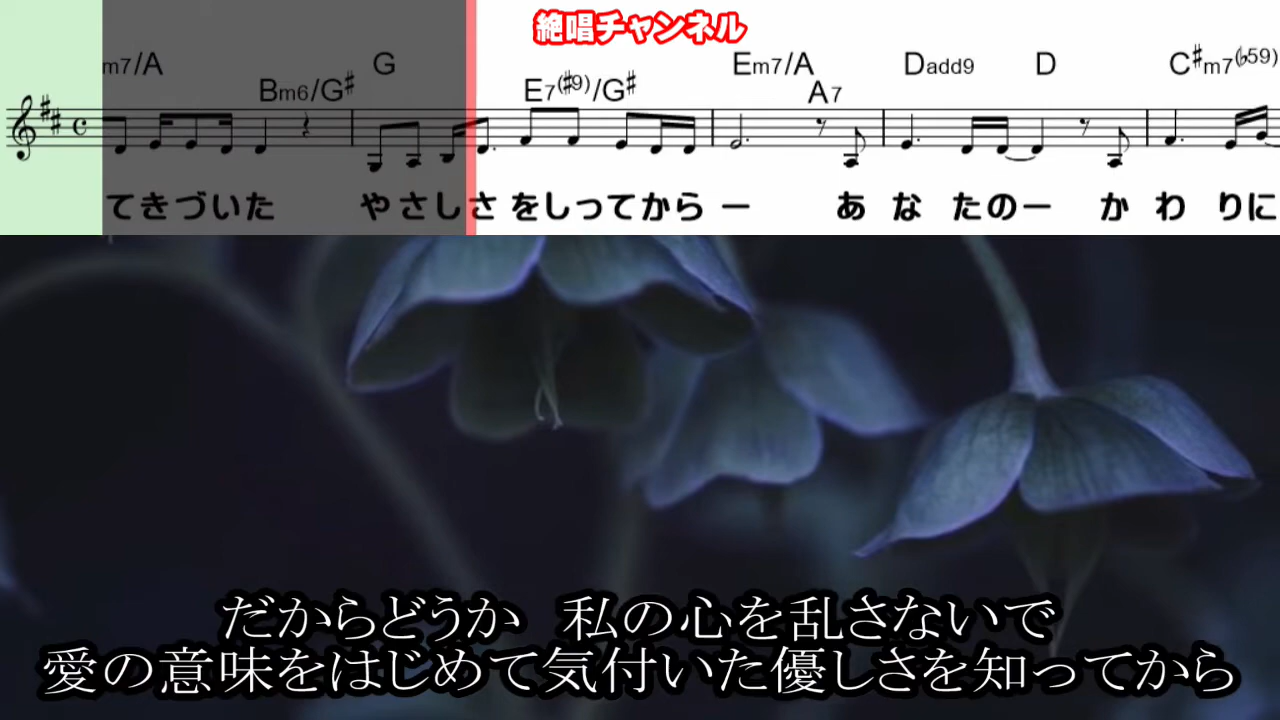 絶唱チャンネル
m7/A Bm6/G♯ G E7(♯9)/G♯ Em7/A A7 Dadd9 D C♯m7(♭59)
てきづいた やさしさをしってからー あなたのー かわりに
だからどうか 私の心を乱さないで
愛の意味をはじめて気付いた優しさを知ってから